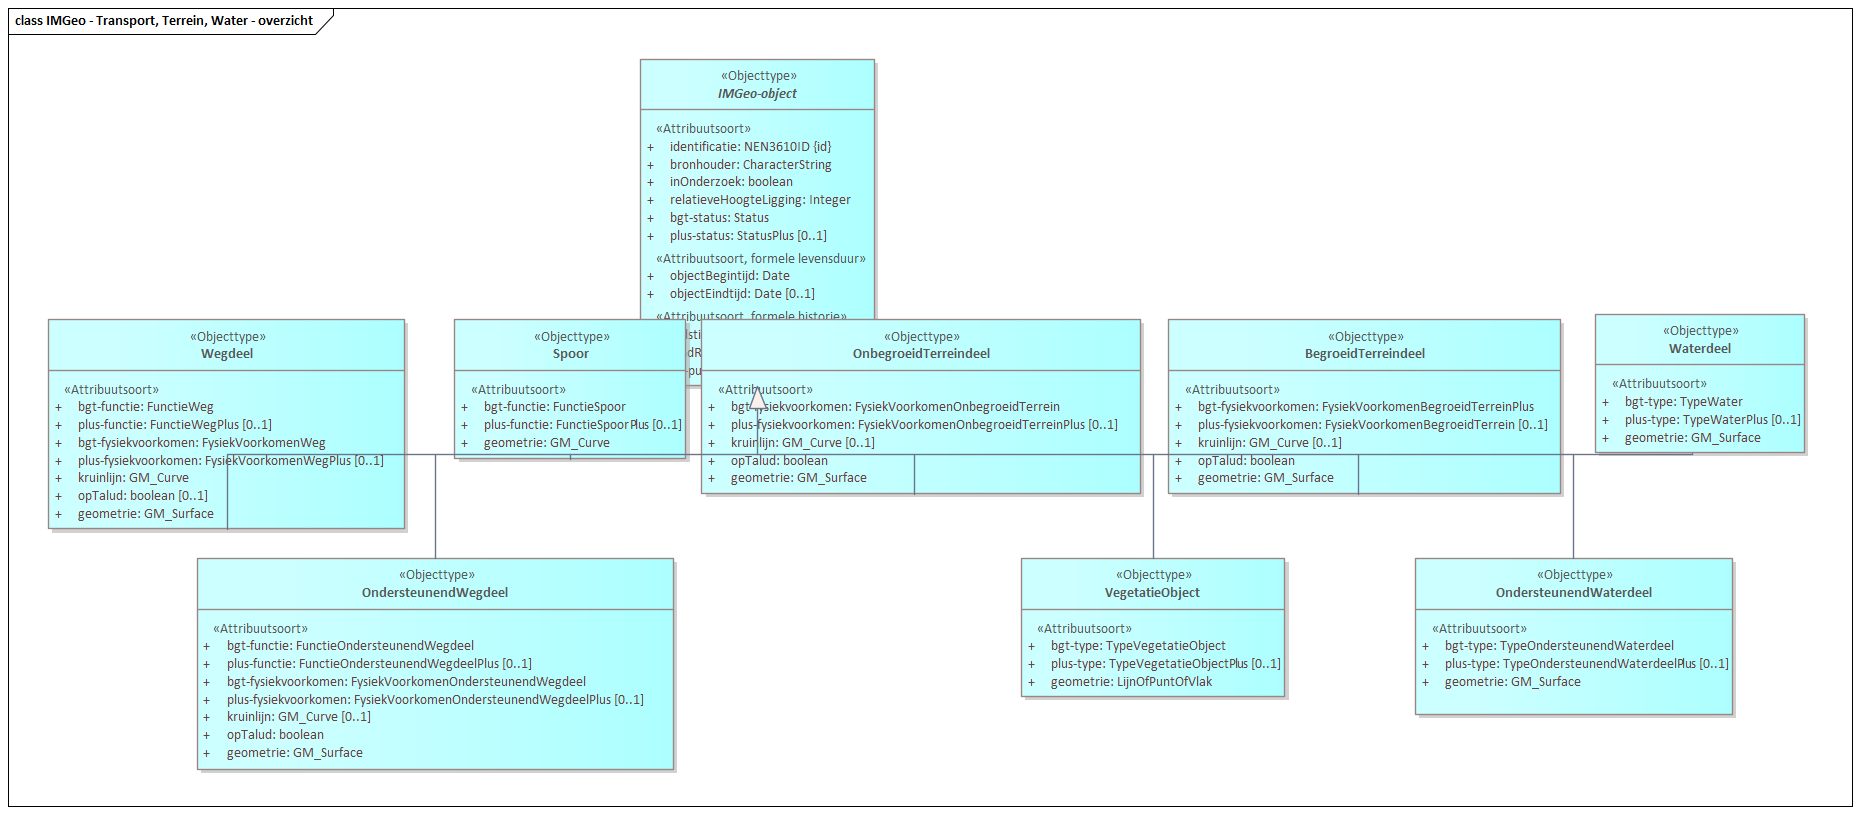 class IMGeo - Transport, Terrein, Water - overzicht
«Objecttype»
IMGeo-object
«Attribuutsoort»
+ identificatie: NEN3610ID {id}
+ bronhouder: CharacterString
+ inOnderzoek: boolean
+ relatieveHoogteLigging: Integer
+ bgt-status: Status
+ plus-status: StatusPlus [0..1]
«Attribuutsoort, formele levensduur»
+ objectBegintijd: Date
+ objectEindtijd: Date [0..1]
«Attribuutsoort, formele historie»
«Objecttype»
Wegdeel
«Attribuutsoort»
+ bgt-functie: FunctieWeg
+ plus-functie: FunctieWegPlus [0..1]
+ bgt-fysiekvoorkomen: FysiekVoorkomenWeg
+ plus-fysiekvoorkomen: FysiekVoorkomenWegPlus [0..1]
+ kruinlijn: GM_Curve
+ opTalud: boolean [0..1]
+ geometrie: GM_Surface
«Objecttype»
Spoor
«Attribuutsoort»
+ bgt-functie: FunctieSpoor
+ plus-functie: FunctieSpoorPlus [0..1]
+ geometrie: GM_Curve
«Objecttype»
OnbegroeidTerreindeel
«Attribuutsoort»
+ bgt-fysiekvoorkomen: FysiekVoorkomenOnbegroeidTerrein
+ plus-fysiekvoorkomen: FysiekVoorkomenOnbegroeidTerreinPlus [0..1]
+ kruinlijn: GM_Curve [0..1]
+ opTalud: boolean
+ geometrie: GM_Surface
«Objecttype»
BegroeidTerreindeel
«Attribuutsoort»
+ bgt-fysiekvoorkomen: FysiekVoorkomenBegroeidTerreinPlus
+ plus-fysiekvoorkomen: FysiekVoorkomenBegroeidTerrein [0..1]
+ kruinlijn: GM_Curve [0..1]
+ opTalud: boolean
+ geometrie: GM_Surface
«Objecttype»
Waterdeel
«Attribuutsoort»
+ bgt-type: TypeWater
+ plus-type: TypeWaterPlus [0..1]
+ geometrie: GM_Surface
«Objecttype»
OndersteunendWegdeel
«Attribuutsoort»
+ bgt-functie: FunctieOndersteunendWegdeel
+ plus-functie: FunctieOndersteunendWegdeelPlus [0..1]
+ bgt-fysiekvoorkomen: FysiekVoorkomenOndersteunendWegdeel
+ plus-fysiekvoorkomen: FysiekVoorkomenOndersteunendWegdeelPlus [0..1]
+ kruinlijn: GM_Curve [0..1]
+ opTalud: boolean
+ geometrie: GM_Surface
«Objecttype»
VegetatieObject
«Attribuutsoort»
+ bgt-type: TypeVegetatieObject
+ plus-type: TypeVegetatieObjectPlus [0..1]
+ geometrie: LijnOfPuntOfVlak
«Objecttype»
OndersteunendWaterdeel
«Attribuutsoort»
+ bgt-type: TypeOndersteunendWaterdeel
+ plus-type: TypeOndersteunendWaterdeelPlus [0..1]
+ geometrie: GM_Surface